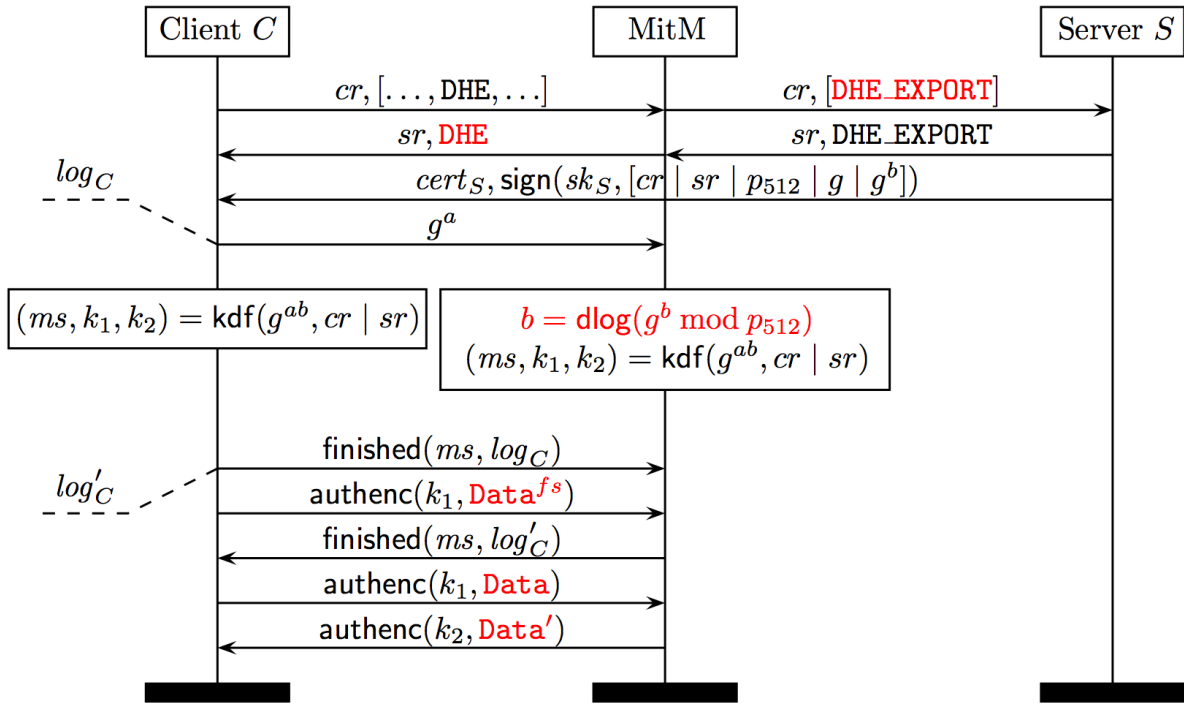 Client C
MitM
Server S
cr, [..., DHE, ...]
cr, [DHE_EXPORT]
sr, DHE
sr, DHE_EXPORT
log_C
cert_S, sign(sk_S, [cr | sr | p_512 | g | g^b])
g^a
(ms, k_1, k_2) = kdf(g^{ab}, cr | sr)
b = dlog(g^b mod p_512)
(ms, k_1, k_2) = kdf(g^{ab}, cr | sr)
finished(ms, log_C)
log'_C
authenc(k_1, Data^{fs})
finished(ms, log'_C)
authenc(k_1, Data)
authenc(k_2, Data')